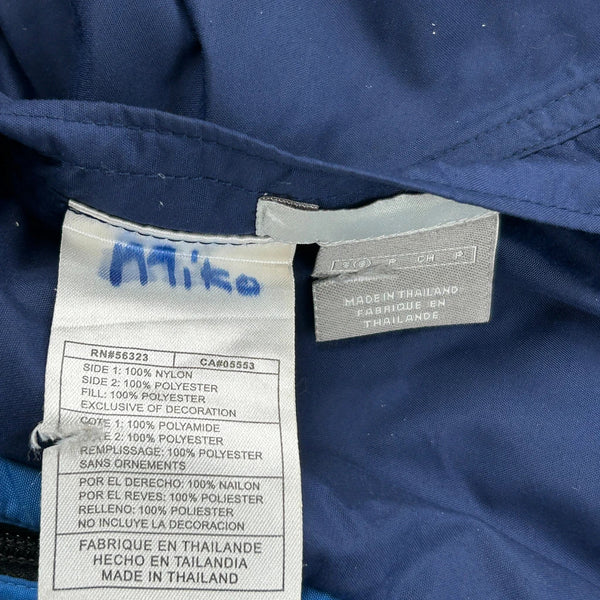 Miko
RN#56323 CA#05553
SIDE 1: 100% NYLON
SIDE 2: 100% POLYESTER
FILL: 100% POLYESTER
EXCLUSIVE OF DECORATION
COTE 1: 100% POLYAMIDE
2: 100% POLYESTER
REMPLISSAGE: 100% POLYESTER
SANS ORNEMENTS
POR EL DERECHO: 100% NAILON
POR EL REVES: 100% POLYESTER
RELLENO: 100% POLYESTER
NO INCLUYE LA DECORACION
FABRIQUE EN THAILANDE
HECHO EN TAILANDIA
MADE IN THAILAND
P CH P
MADE IN THAILAND
FABRIQUE EN
THAILANDE